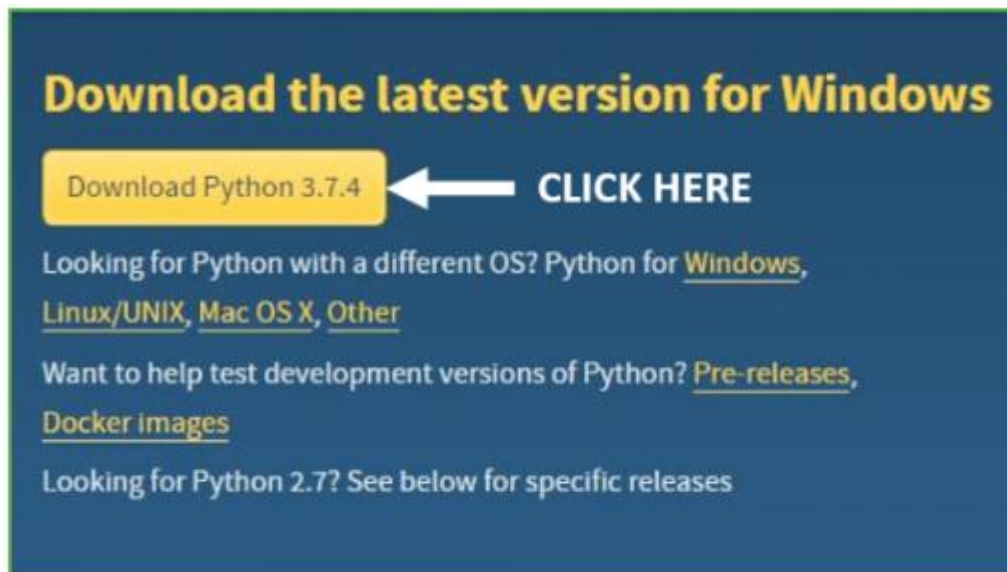 Download the latest version for Windows
Download Python 3.7.4
CLICK HERE
Looking for Python with a different OS? Python for Windows,
Linux/UNIX, Mac OS X, Other
Want to help test development versions of Python? Pre-releases,
Docker images
Looking for Python 2.7? See below for specific releases